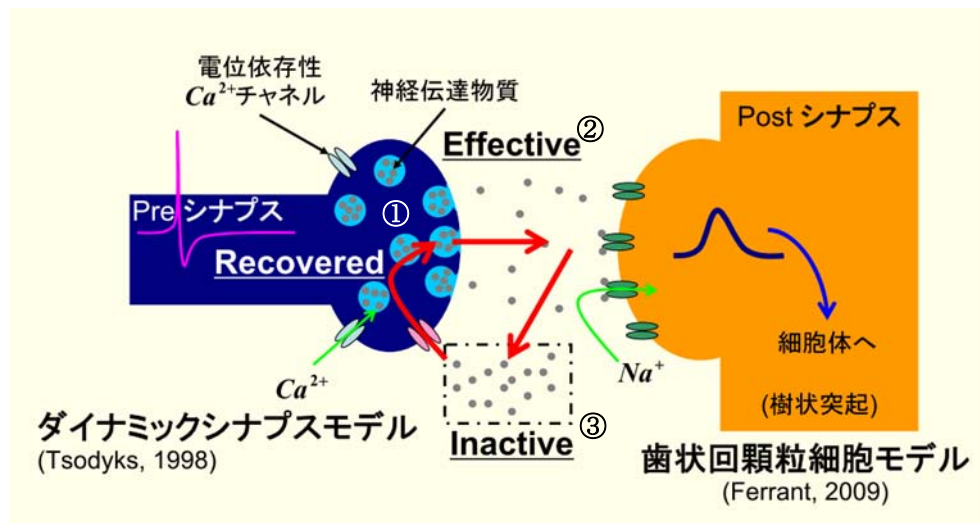 電位依存性
Ca²⁺チャネル
神経伝達物質
Effective②
Post シナプス
Pre シナプス
①
Recovered
細胞体へ
Ca²⁺
Na⁺
(樹状突起)
ダイナミックシナプスモデル
(Tsodyks, 1998)
Inactive③
歯状回顆粒細胞モデル
(Ferrant, 2009)